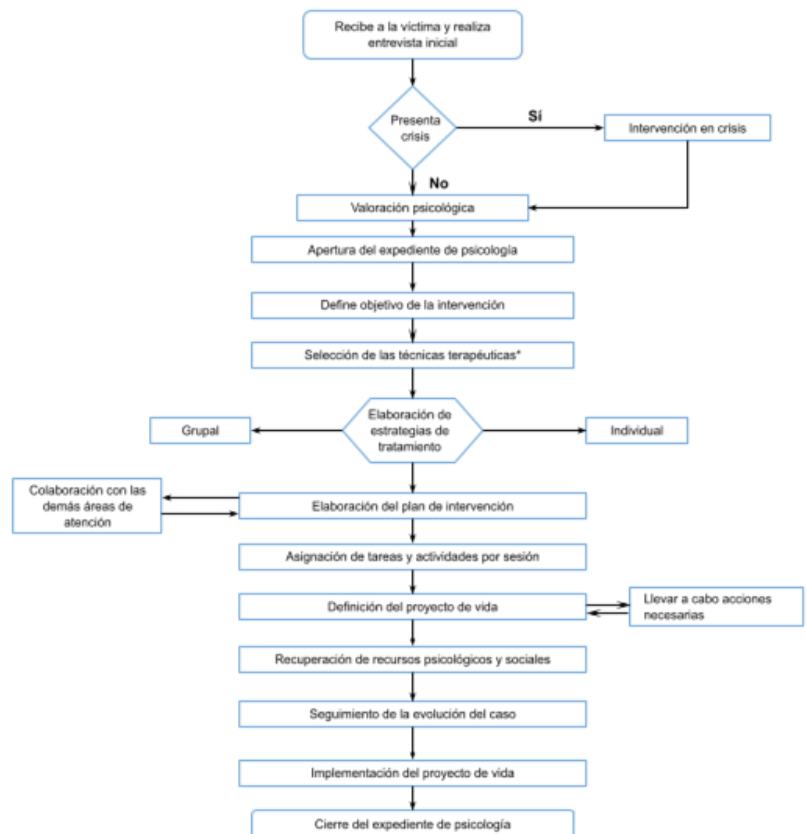 Recibe a la víctima y realiza
entrevista inicial
Presenta
crisis
Sí
Intervención en crisis
No
Valoración psicológica
Apertura del expediente de psicología
Define objetivo de la intervención
Selección de las técnicas terapéuticas*
Elaboración de
estrategias de
tratamiento
Grupal
Individual
Colaboración con las
demás áreas de
atención
Elaboración del plan de intervención
Asignación de tareas y actividades por sesión
Definición del proyecto de vida
Llevar a cabo acciones
necesarias
Recuperación de recursos psicológicos y sociales
Seguimiento de la evolución del caso
Implementación del proyecto de vida
Cierre del expediente de psicología